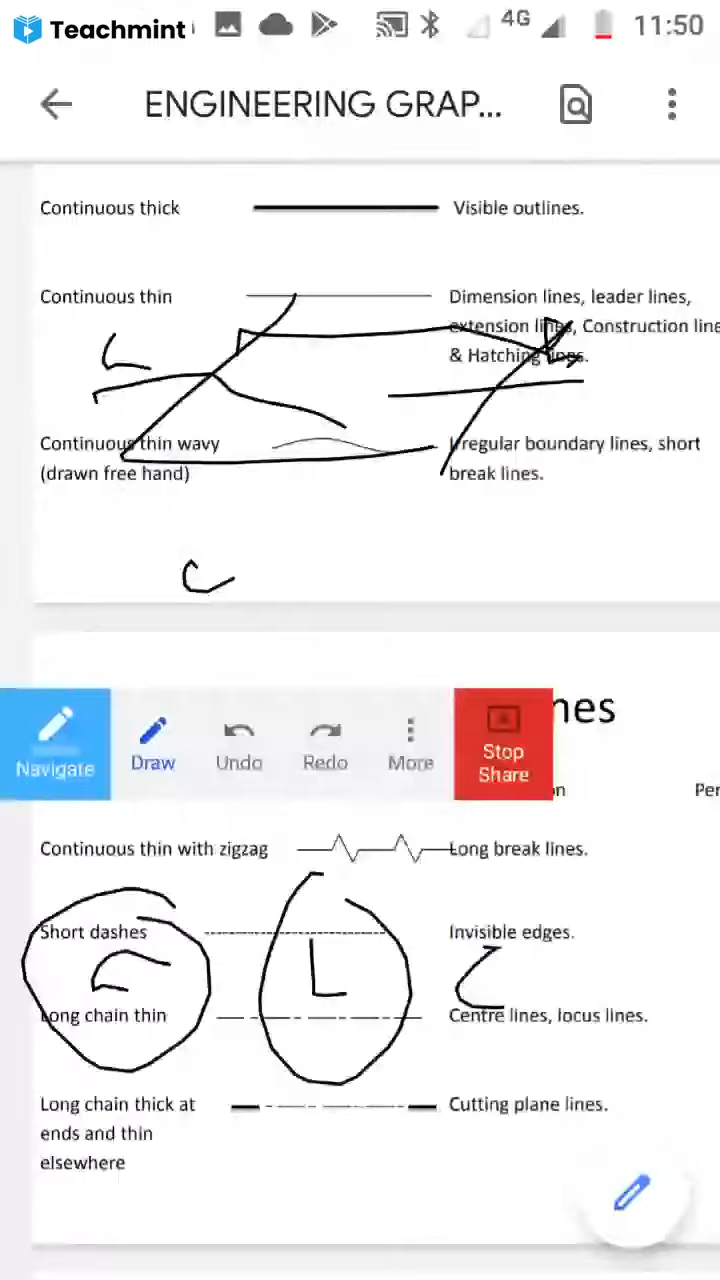 Teachmint
4G
11:50
ENGINEERING GRAP...
Continuous thick
Visible outlines.
Continuous thin
Dimension lines, leader lines,
extension lines, Construction line
& Hatching lines.
Continuous thin wavy
(drawn free hand)
Irregular boundary lines, short
break lines.
nes
Navigate
Draw
Undo
Redo
More
Stop
Share
n
Per
Continuous thin with zigzag
Long break lines.
Short dashes
Invisible edges.
L
Long chain thin
Centre lines, locus lines.
Long chain thick at
ends and thin
elsewhere
Cutting plane lines.